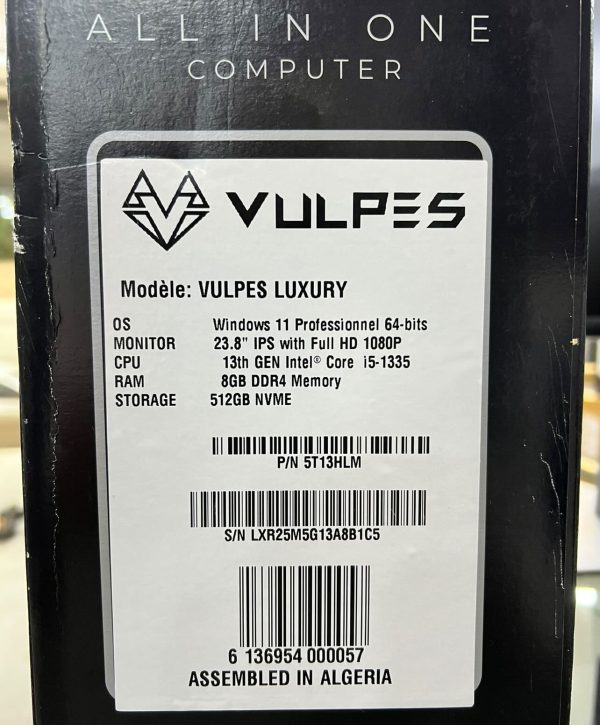 ALL IN ONE
COMPUTER
VULPES
Modèle: VULPES LUXURY
OS Windows 11 Professionnel 64-bits
MONITOR 23.8" IPS with Full HD 1080P
CPU 13th GEN Intel® Core i5-1335
RAM 8GB DDR4 Memory
STORAGE 512GB NVME
P/N 5T13HLM
S/N LXR25M5G13A8B1C5
6 136954 000057
ASSEMBLED IN ALGERIA